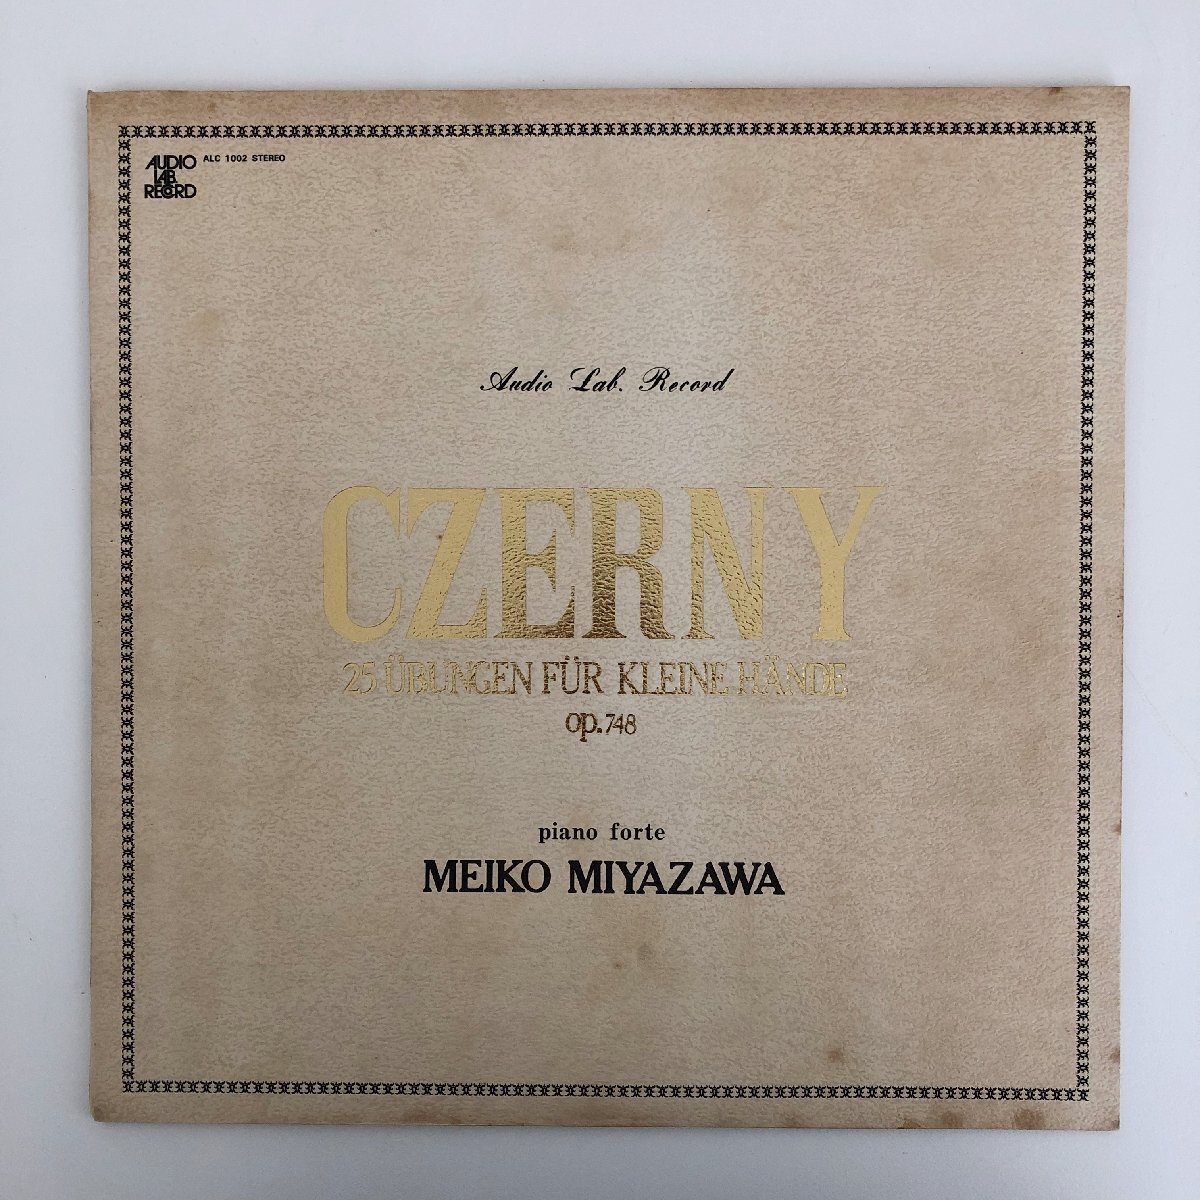 AUDIO LAB. RECORD
ALC 1002 STEREO
Audio Lab. Record
CZERNY
25 ÜBUNGEN FÜR KLEINE HÄNDE
op.748
piano forte
MEIKO MIYAZAWA